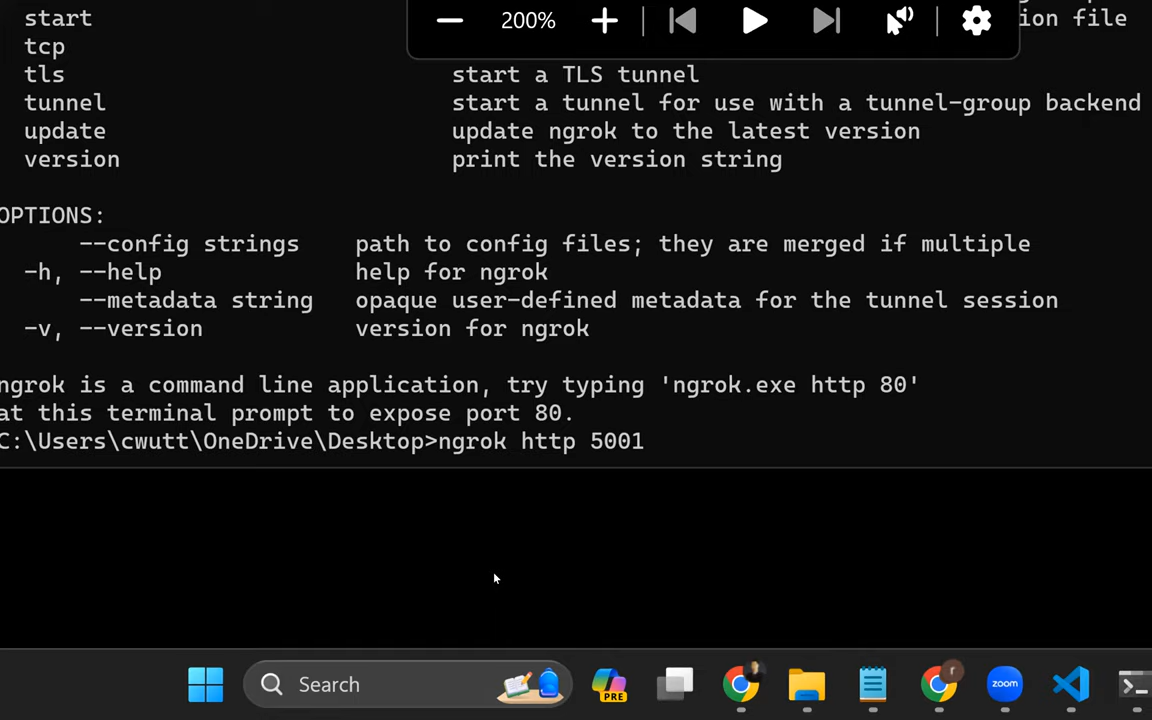 200%
start
ion file
tcp
tls start a TLS tunnel
tunnel start a tunnel for use with a tunnel-group backend
update update ngrok to the latest version
version print the version string
OPTIONS:
--config strings path to config files; they are merged if multiple
-h, --help help for ngrok
--metadata string opaque user-defined metadata for the tunnel session
-v, --version version for ngrok
ngrok is a command line application, try typing 'ngrok.exe http 80'
at this terminal prompt to expose port 80.
C:\Users\cwutt\OneDrive\Desktop>ngrok http 5001
Search
PRE
zoom